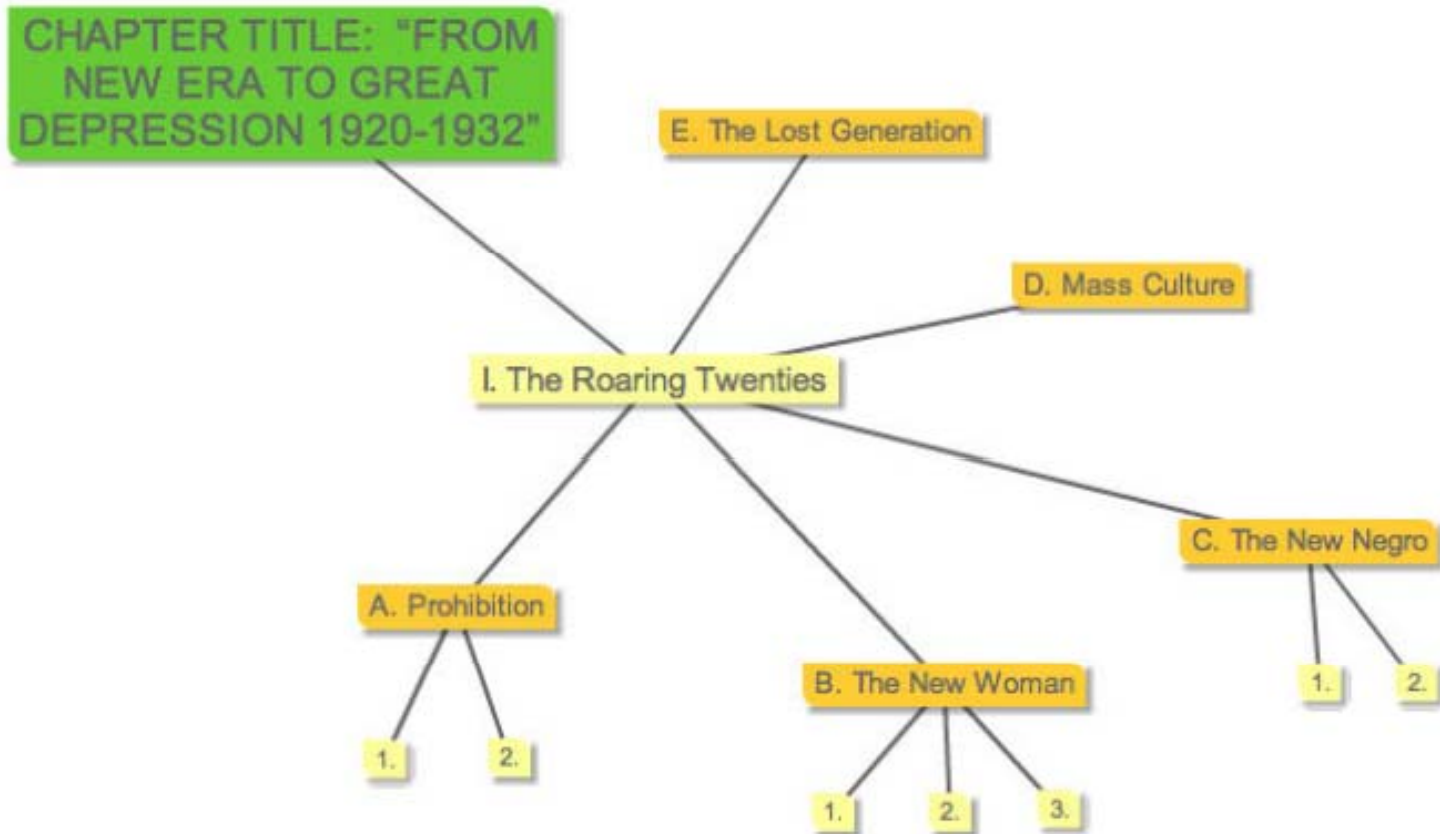 CHAPTER TITLE: "FROM
NEW ERA TO GREAT
DEPRESSION 1920-1932"
E. The Lost Generation
D. Mass Culture
I. The Roaring Twenties
C. The New Negro
A. Prohibition
B. The New Woman
1.
2.
1.
2.
1.
2.
3.